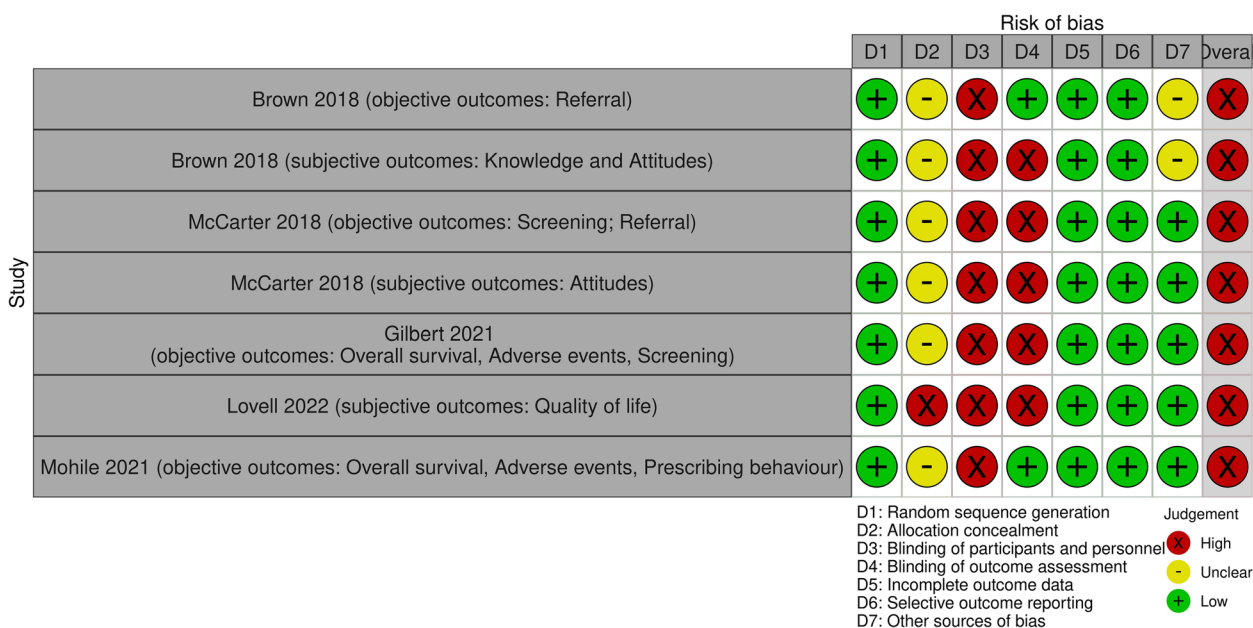 Risk of bias
D1 D2 D3 D4 D5 D6 D7 Overal
Study
Brown 2018 (objective outcomes: Referral) + - X + + + - X
Brown 2018 (subjective outcomes: Knowledge and Attitudes) + - X X + + - X
McCarter 2018 (objective outcomes: Screening; Referral) + - X X + + + X
McCarter 2018 (subjective outcomes: Attitudes) + - X X + + + X
Gilbert 2021
(objective outcomes: Overall survival, Adverse events, Screening) + - X X + + + X
Lovell 2022 (subjective outcomes: Quality of life) + X X X + + + X
Mohile 2021 (objective outcomes: Overall survival, Adverse events, Prescribing behaviour) + - X + + + + X
D1: Random sequence generation
D2: Allocation concealment
D3: Blinding of participants and personnel
D4: Blinding of outcome assessment
D5: Incomplete outcome data
D6: Selective outcome reporting
D7: Other sources of bias
Judgement
X High
- Unclear
+ Low